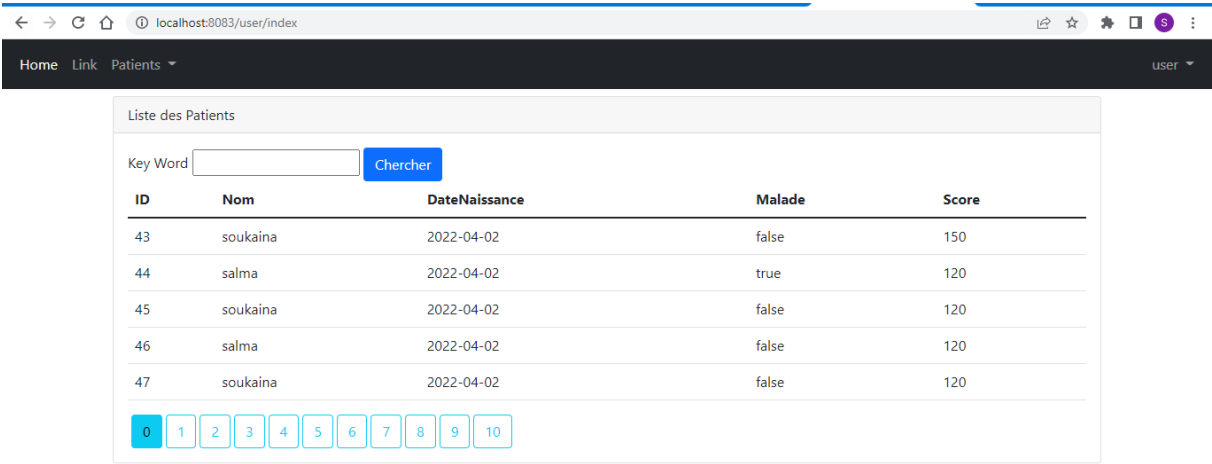 localhost:8083/user/index
S
Home Link Patients user
Liste des Patients
Key Word Chercher
ID Nom DateNaissance Malade Score
43 soukaina 2022-04-02 false 150
44 salma 2022-04-02 true 120
45 soukaina 2022-04-02 false 120
46 salma 2022-04-02 false 120
47 soukaina 2022-04-02 false 120
0 1 2 3 4 5 6 7 8 9 10